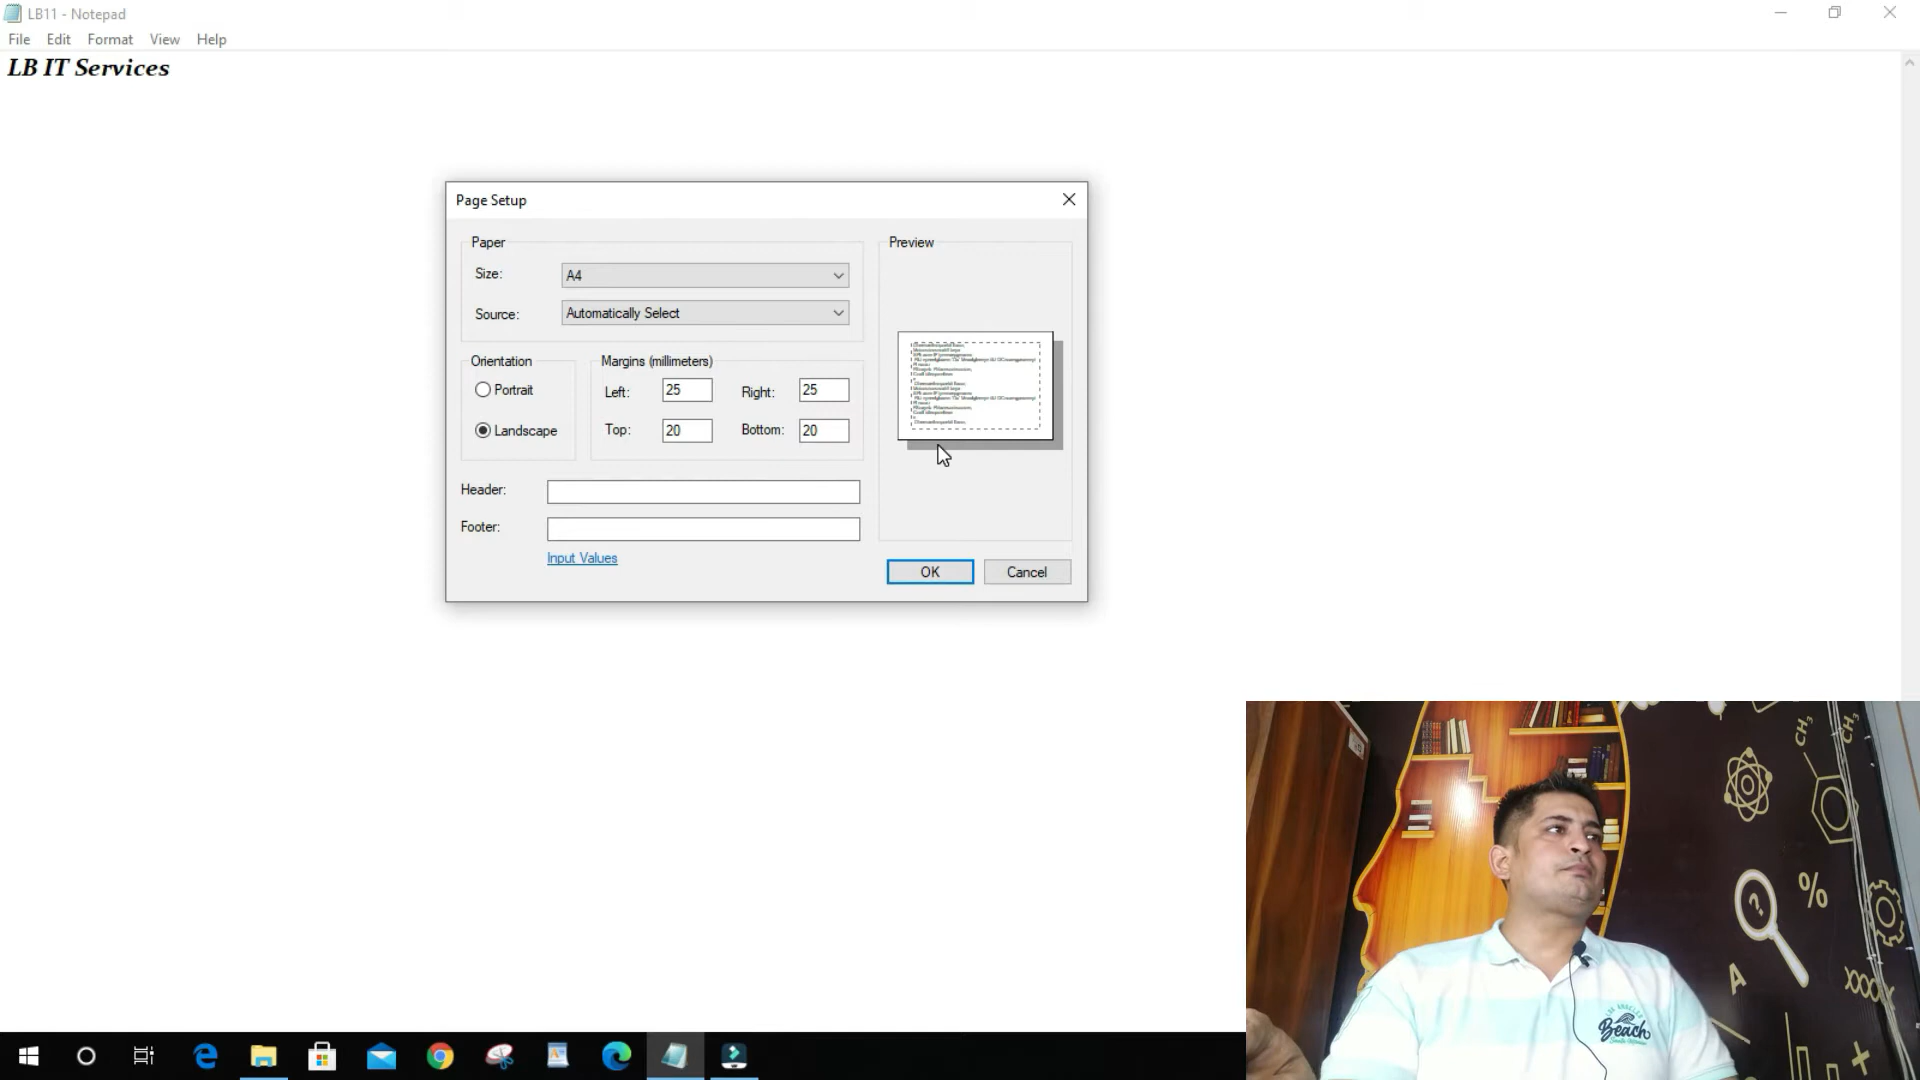 LB11 - Notepad
File Edit Format View Help
LB IT Services
Page Setup
Paper
Size: A4
Source: Automatically Select
Orientation
Portrait
Landscape
Margins (millimeters)
Left: 25 Right: 25
Top: 20 Bottom: 20
Header:
Footer:
Input Values
Preview
OK Cancel
CH3
CH3
?
%
A
Beach